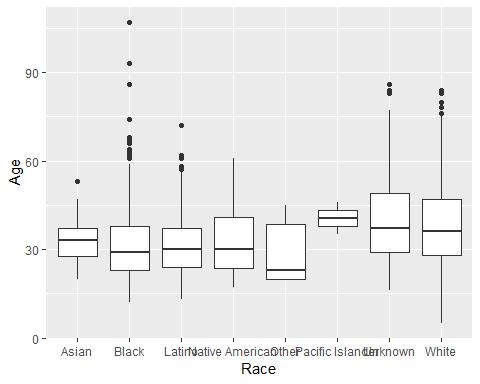 90
60
30
0
Age
Asian
Black
Latino
Native American
Other
Pacific Islander
Unknown
White
Race